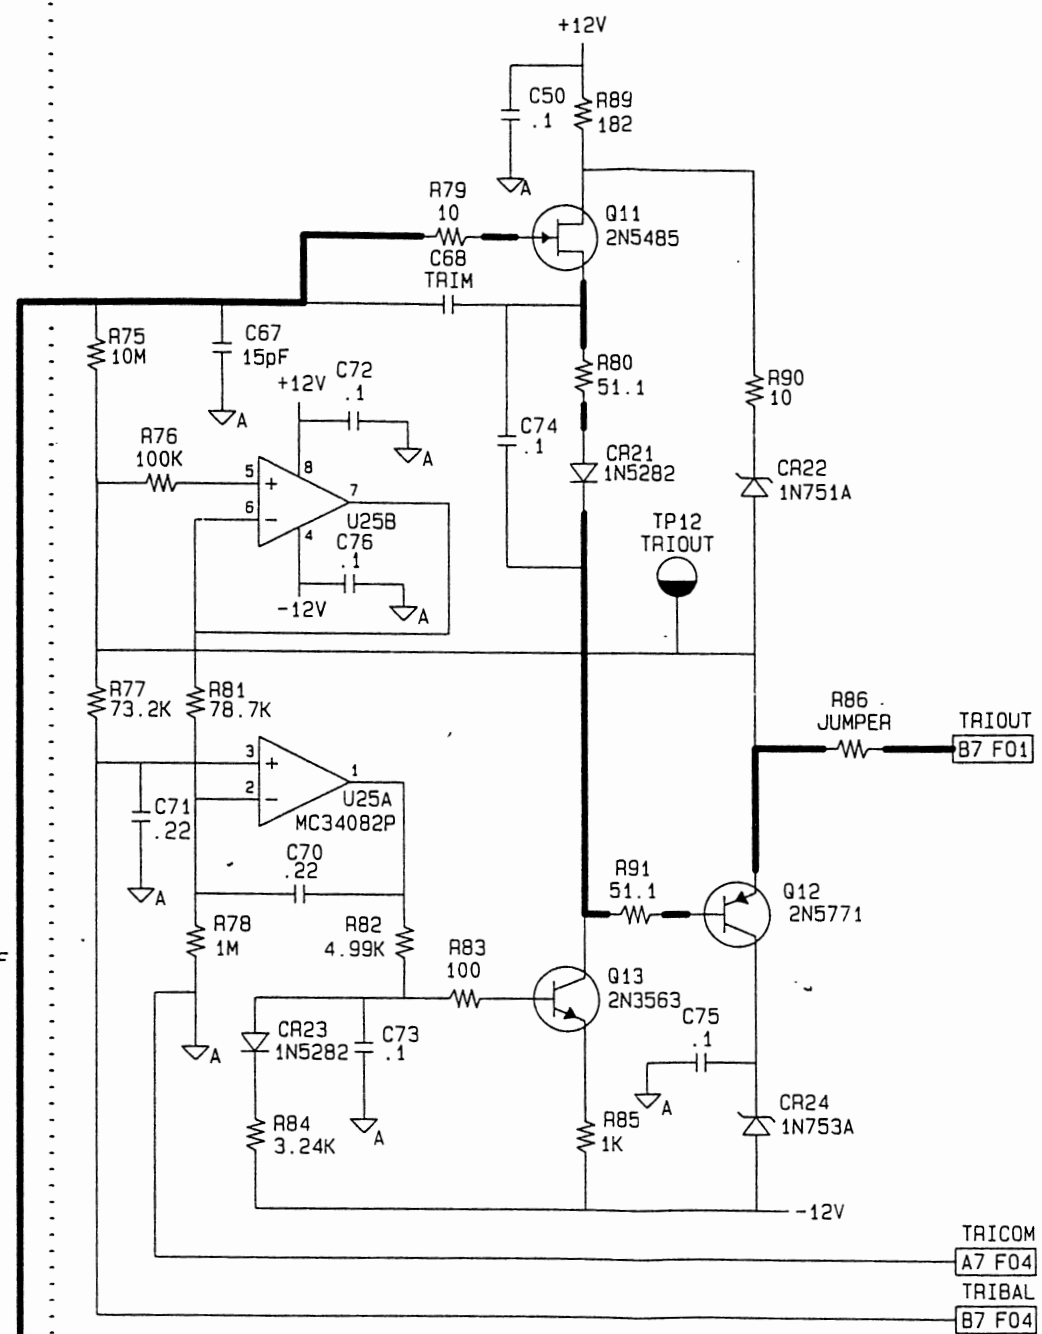 +12V
C50
.1
R89
182
A
R79
10
Q11
2N5485
C68
TRIM
R75
10M
C67
15pF
A
+12V
C72
.1
A
R80
51.1
R90
10
R76
100K
C74
.1
CR21
1N5282
CR22
1N751A
5
+
8
7
6
-
4
U25B
C76
.1
-12V
A
TP12
TRIOUT
R77
73.2K
R81
78.7K
R86
JUMPER
TRIOUT
B7 F01
3
+
1
2
-
U25A
MC34082P
C71
.22
A
C70
.22
R91
51.1
Q12
2N5771
R78
1M
R82
4.99K
R83
100
Q13
2N3563
F
A
CR23
1N5282
C73
.1
A
C75
.1
A
R84
3.24K
R85
1K
CR24
1N753A
-12V
TRICOM
A7 F04
TRIBAL
B7 F04